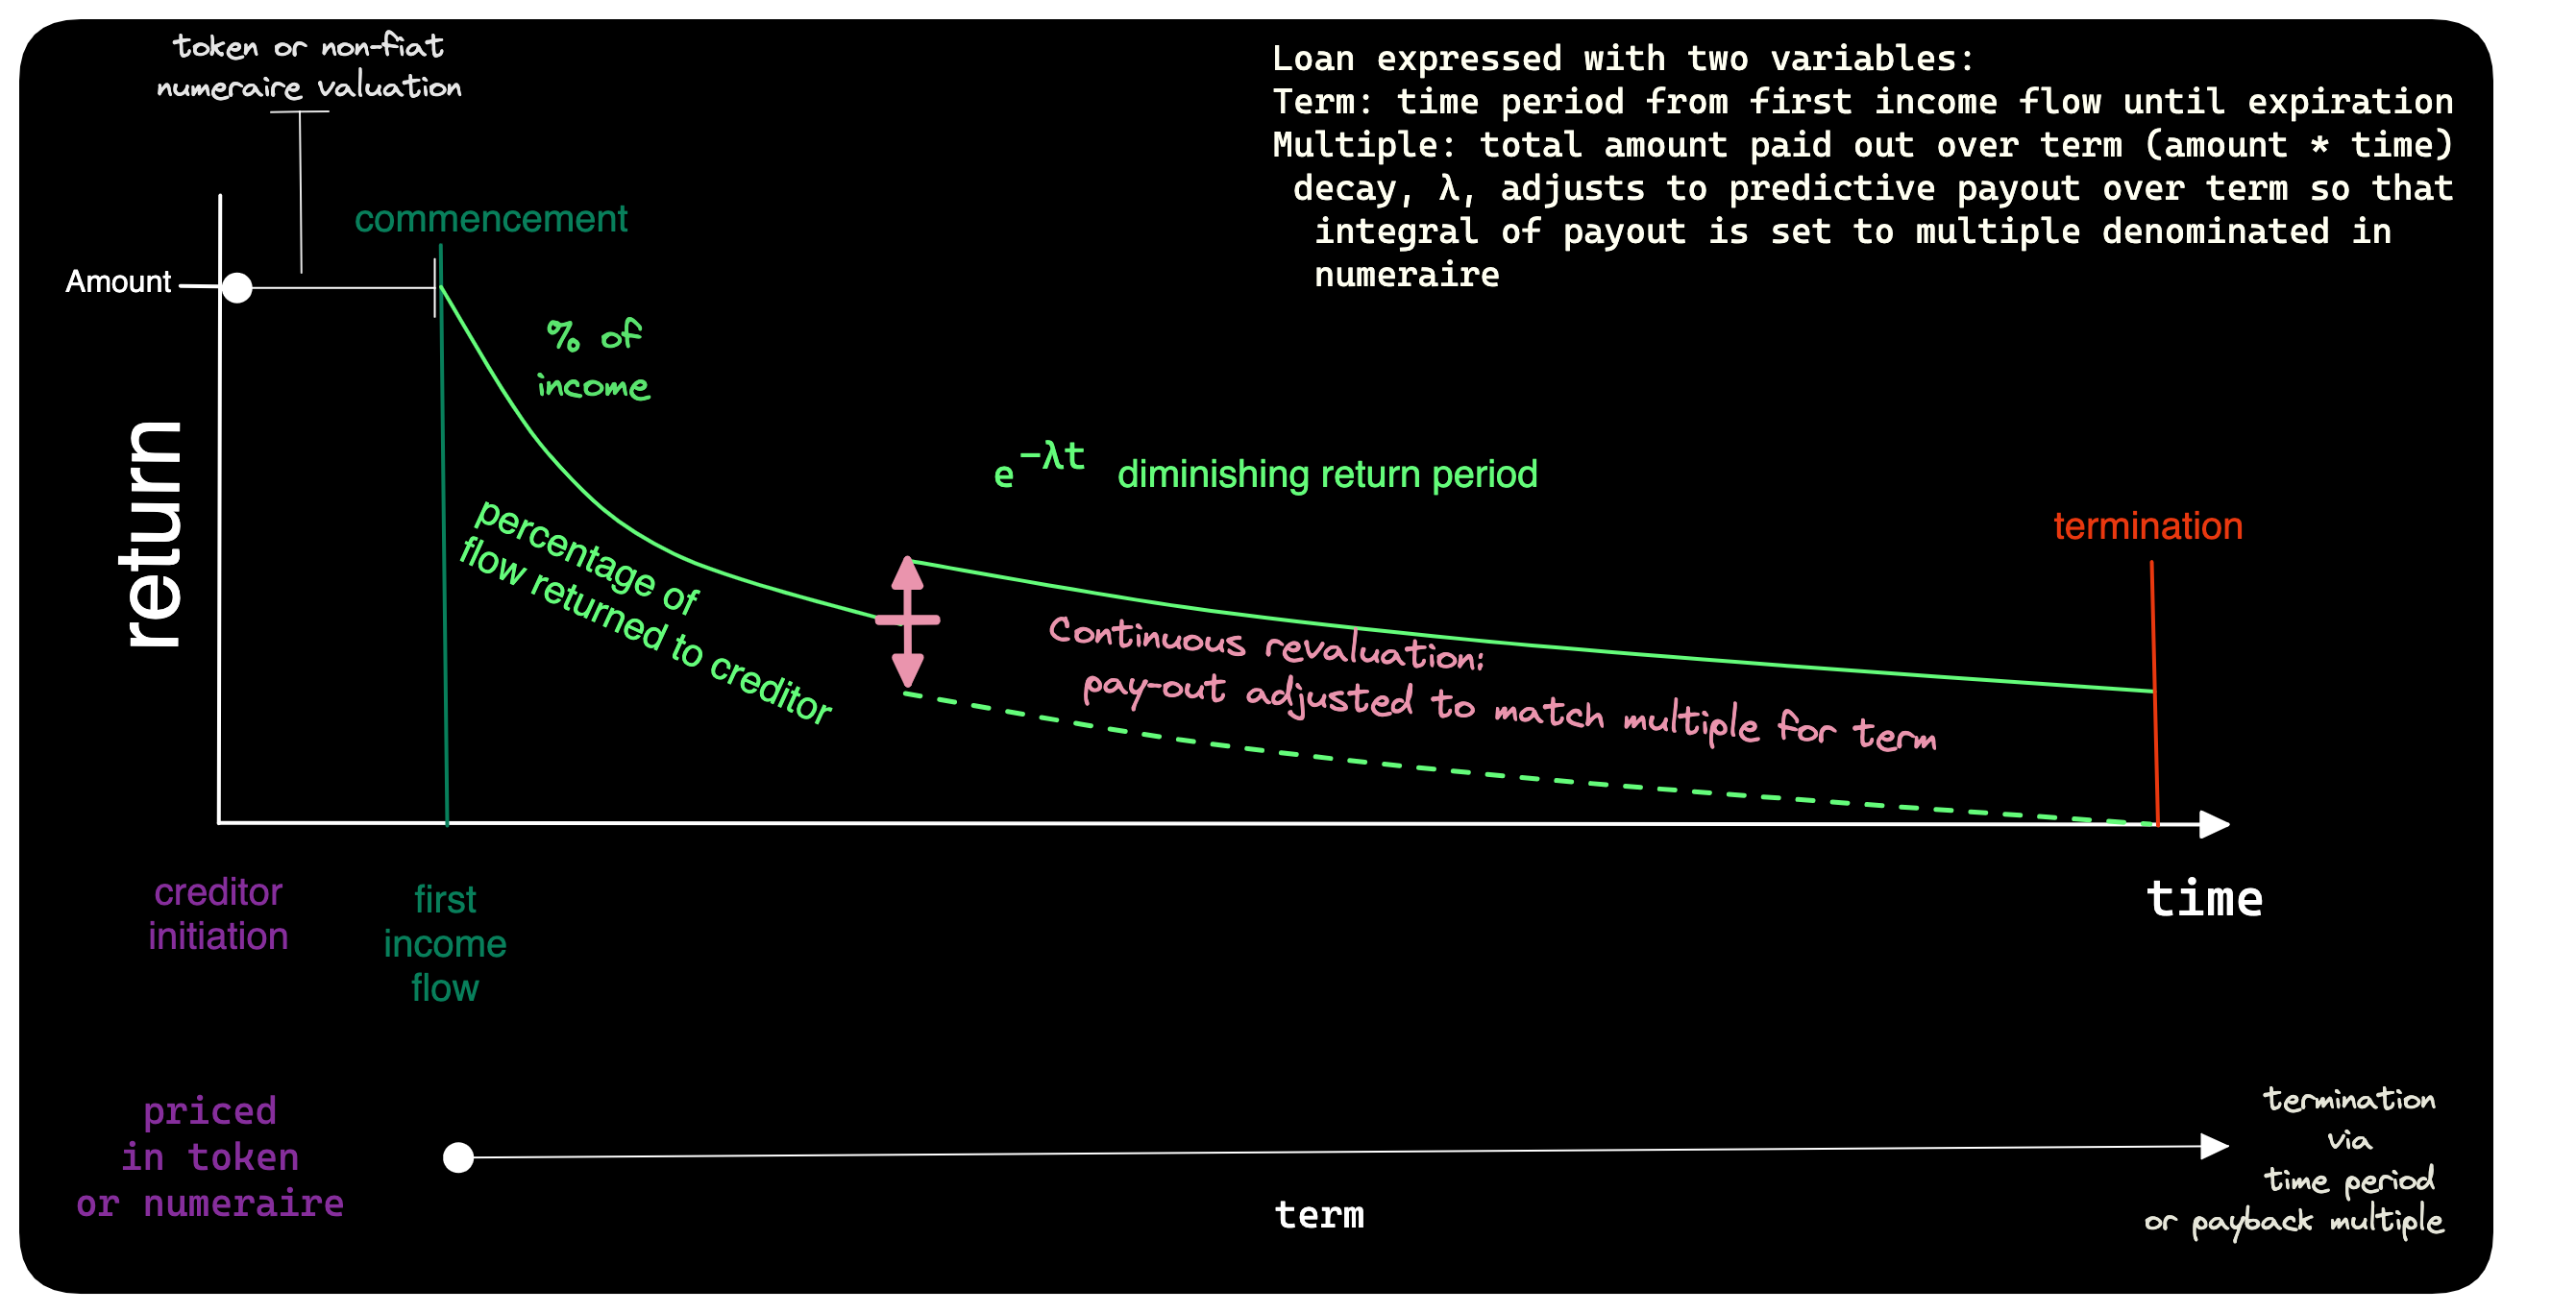 token or non-fiat
numeraire valuation
Loan expressed with two variables:
Term: time period from first income flow until expiration
Multiple: total amount paid out over term (amount * time)
decay, λ, adjusts to predictive payout over term so that
integral of payout is set to multiple denominated in
numeraire
commencement
Amount
% of
income
return
e^-λt diminishing return period
percentage of
flow returned to creditor
termination
Continuous revaluation:
pay-out adjusted to match multiple for term
creditor
initiation
first
income
flow
time
priced
in token
or numeraire
term
termination
via
time period
or payback multiple